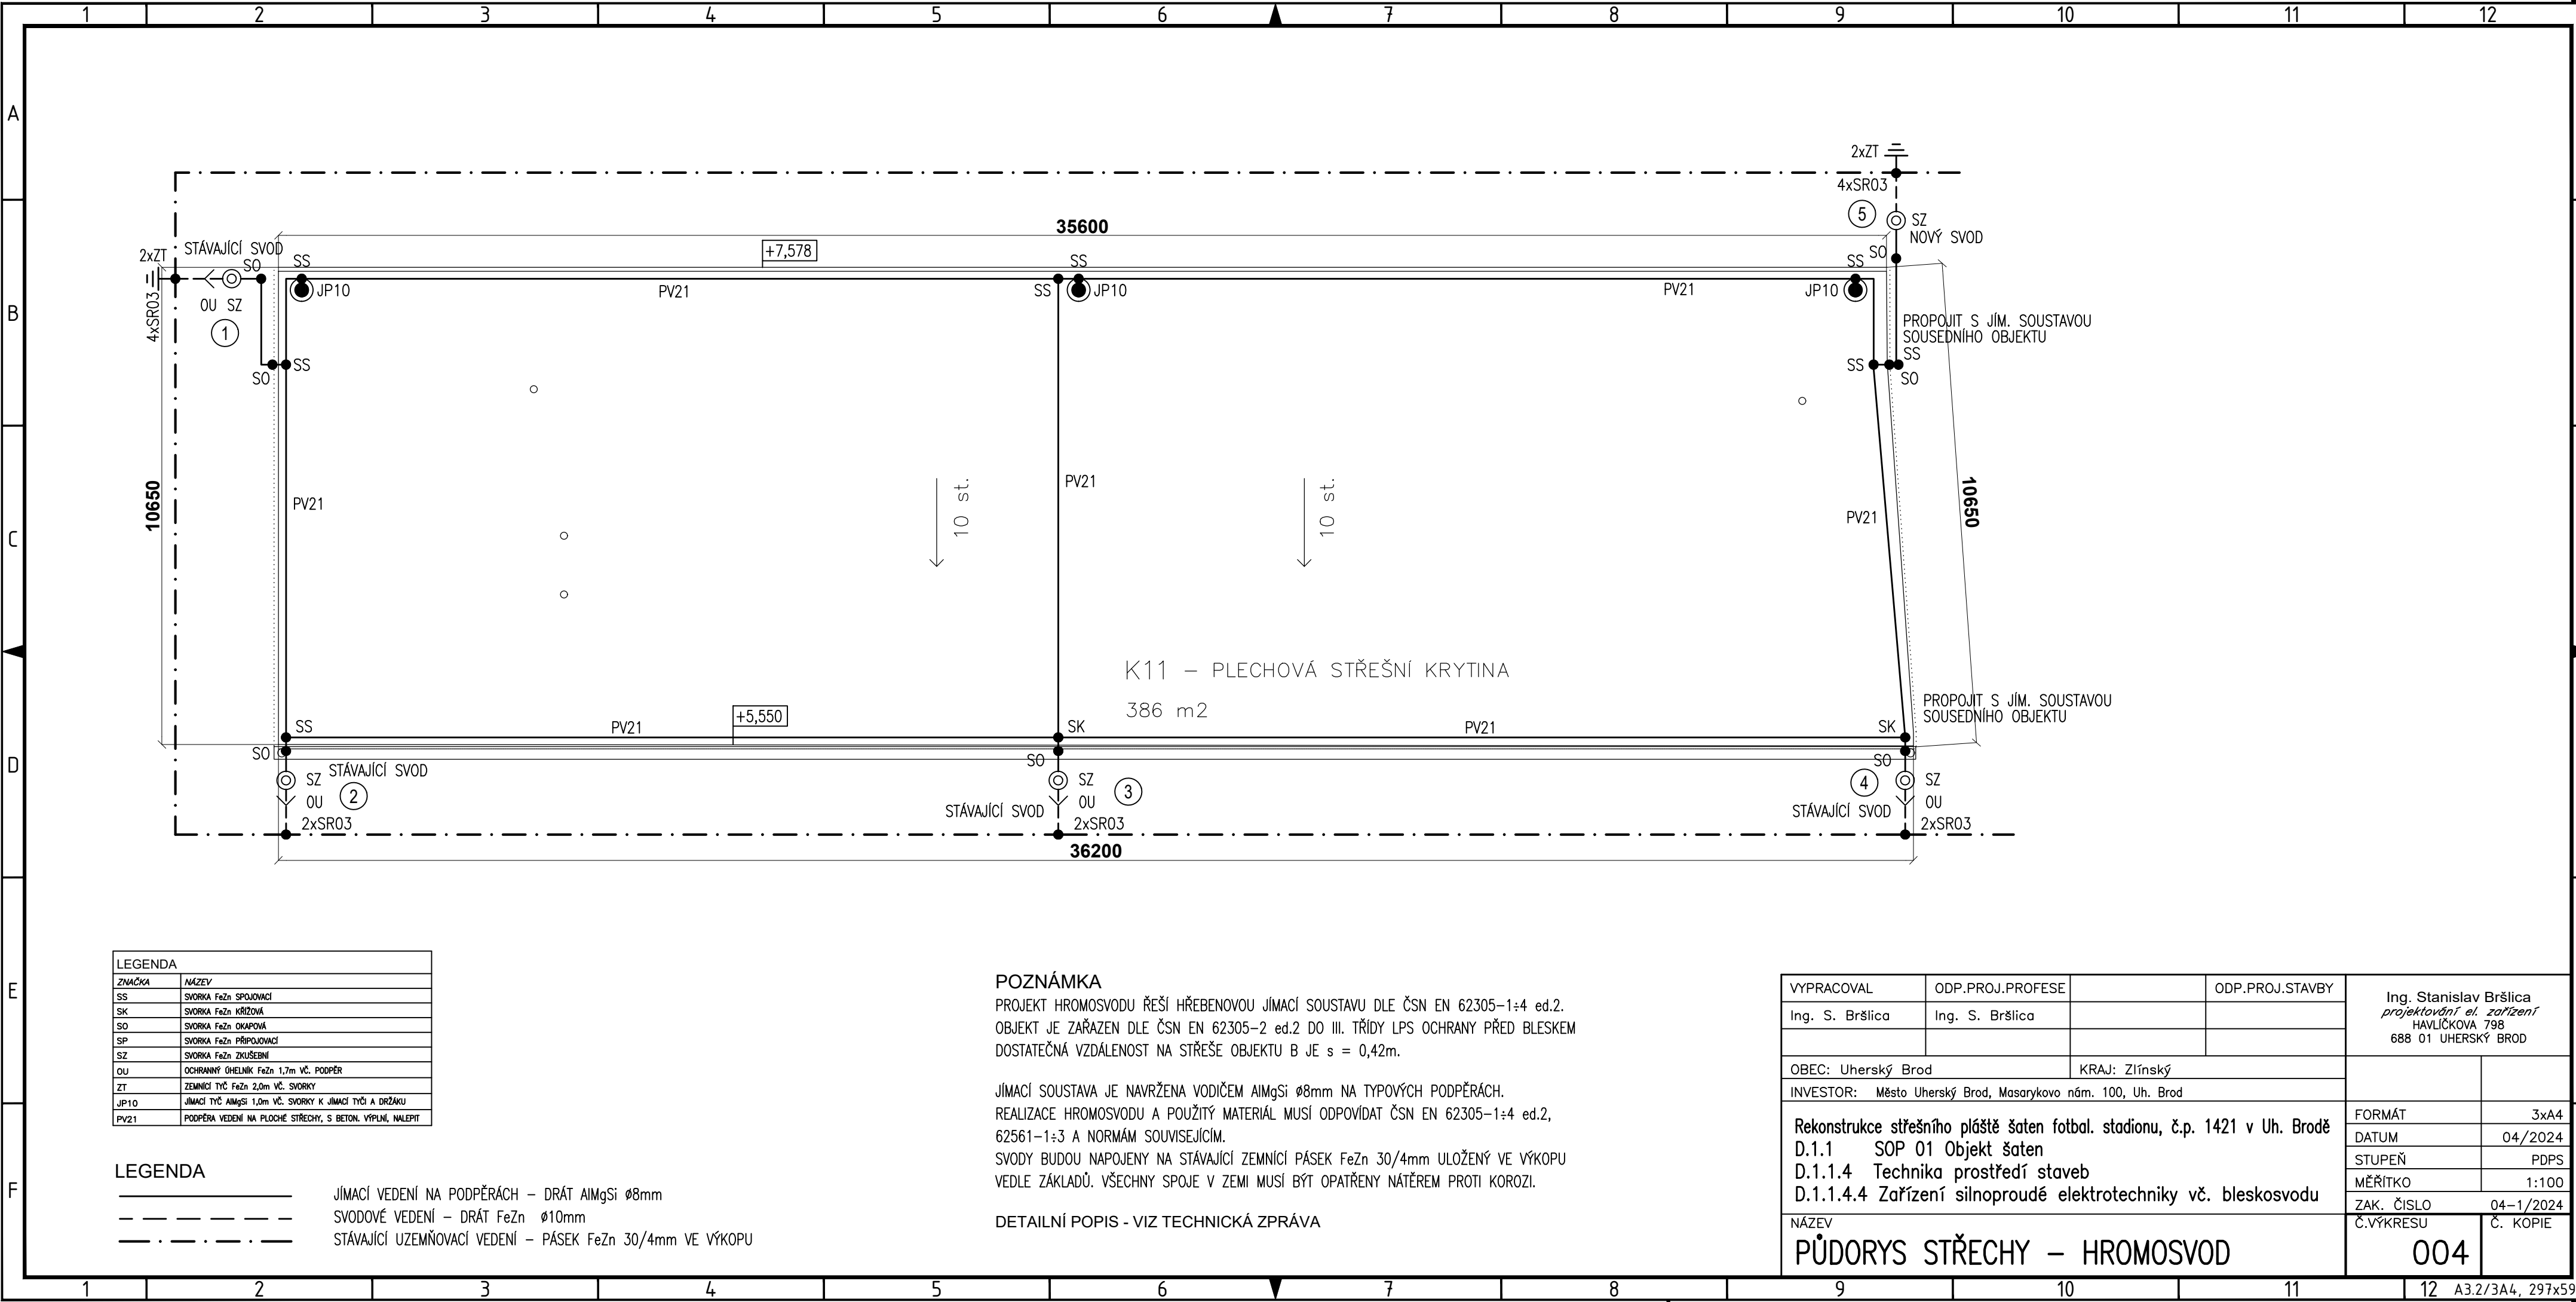 1 2 3 4 5 6 7 8 9 10 11 12
A
B
C
D
E
F
2xZT
4xSR03
5
SZ
NOVÝ SVOD
SO
35600
+7,578
STÁVAJÍCÍ SVOD
2xZT
SO
SS
SS
SS
JP10
PV21
SS
JP10
PV21
JP10
4xSR03
OU SZ
1
PROPOJIT S JÍM. SOUSTAVOU
SOUSEDNÍHO OBJEKTU
SO
SS
SS
SS
SO
10650
PV21
10 st.
PV21
10 st.
PV21
10650
K11 – PLECHOVÁ STŘEŠNÍ KRYTINA
386 m2
PROPOJIT S JÍM. SOUSTAVOU
SOUSEDNÍHO OBJEKTU
SS
PV21
+5,550
SK
PV21
SK
SO
SO
SO
STÁVAJÍCÍ SVOD
SZ
OU
2
2xSR03
STÁVAJÍCÍ SVOD
SZ
OU
3
2xSR03
STÁVAJÍCÍ SVOD
4
SZ
OU
2xSR03
36200
LEGENDA
ZNAČKA NÁZEV
SS SVORKA FeZn SPOJOVACÍ
SK SVORKA FeZn KŘÍŽOVÁ
SO SVORKA FeZn OKAPOVÁ
SP SVORKA FeZn PŘIPOJOVACÍ
SZ SVORKA FeZn ZKUŠEBNÍ
OU OCHRANNÝ ÚHELNÍK FeZn 1,7m VČ. PODPĚR
ZT ZEMNÍCÍ TYČ FeZn 2,0m VČ. SVORKY
JP10 JÍMACÍ TYČ AlMgSi 1,0m VČ. SVORKY K JÍMACÍ TYČI A DRŽÁKU
PV21 PODPĚRA VEDENÍ NA PLOCHÉ STŘECHY, S BETON. VÝPLNÍ, NALEPIT
LEGENDA
JÍMACÍ VEDENÍ NA PODPĚRÁCH – DRÁT AlMgSi ø8mm
SVODOVÉ VEDENÍ – DRÁT FeZn ø10mm
STÁVAJÍCÍ UZEMŇOVACÍ VEDENÍ – PÁSEK FeZn 30/4mm VE VÝKOPU
POZNÁMKA
PROJEKT HROMOSVODU ŘEŠÍ HŘEBENOVOU JÍMACÍ SOUSTAVU DLE ČSN EN 62305–1÷4 ed.2.
OBJEKT JE ZAŘAZEN DLE ČSN EN 62305–2 ed.2 DO III. TŘÍDY LPS OCHRANY PŘED BLESKEM
DOSTATEČNÁ VZDÁLENOST NA STŘEŠE OBJEKTU B JE s = 0,42m.
JÍMACÍ SOUSTAVA JE NAVRŽENA VODIČEM AlMgSi ø8mm NA TYPOVÝCH PODPĚRÁCH.
REALIZACE HROMOSVODU A POUŽITÝ MATERIÁL MUSÍ ODPOVÍDAT ČSN EN 62305–1÷4 ed.2,
62561–1÷3 A NORMÁM SOUVISEJÍCÍM.
SVODY BUDOU NAPOJENY NA STÁVAJÍCÍ ZEMNÍCÍ PÁSEK FeZn 30/4mm ULOŽENÝ VE VÝKOPU
VEDLE ZÁKLADŮ. VŠECHNY SPOJE V ZEMI MUSÍ BÝT OPATŘENY NÁTĚREM PROTI KOROZI.
DETAILNÍ POPIS - VIZ TECHNICKÁ ZPRÁVA
VYPRACOVAL ODP.PROJ.PROFESE ODP.PROJ.STAVBY
Ing. S. Bršlica Ing. S. Bršlica
Ing. Stanislav Bršlica
projektování el. zařízení
HAVLÍČKOVA 798
688 01 UHERSKÝ BROD
OBEC: Uherský Brod KRAJ: Zlínský
INVESTOR: Město Uherský Brod, Masarykovo nám. 100, Uh. Brod
Rekonstrukce střešního pláště šaten fotbal. stadionu, č.p. 1421 v Uh. Brodě
D.1.1 SOP 01 Objekt šaten
D.1.1.4 Technika prostředí staveb
D.1.1.4.4 Zařízení silnoproudé elektrotechniky vč. bleskosvodu
FORMÁT 3xA4
DATUM 04/2024
STUPEŇ PDPS
MĚŘÍTKO 1:100
ZAK. ČISLO 04–1/2024
NÁZEV
PŮDORYS STŘECHY – HROMOSVOD
Č.VÝKRESU
004
Č. KOPIE
1 2 3 4 5 6 7 8 9 10 11 12
A3.2/3A4, 297x59